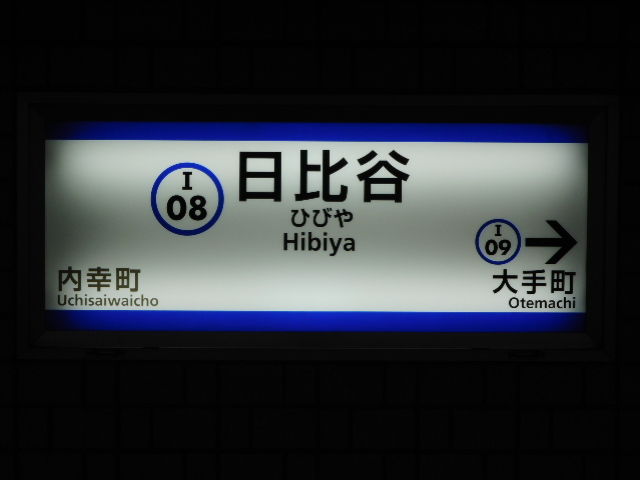 I
08
日比谷
ひびや
Hibiya
I
09
内幸町
Uchisaiwaicho
大手町
Otemachi